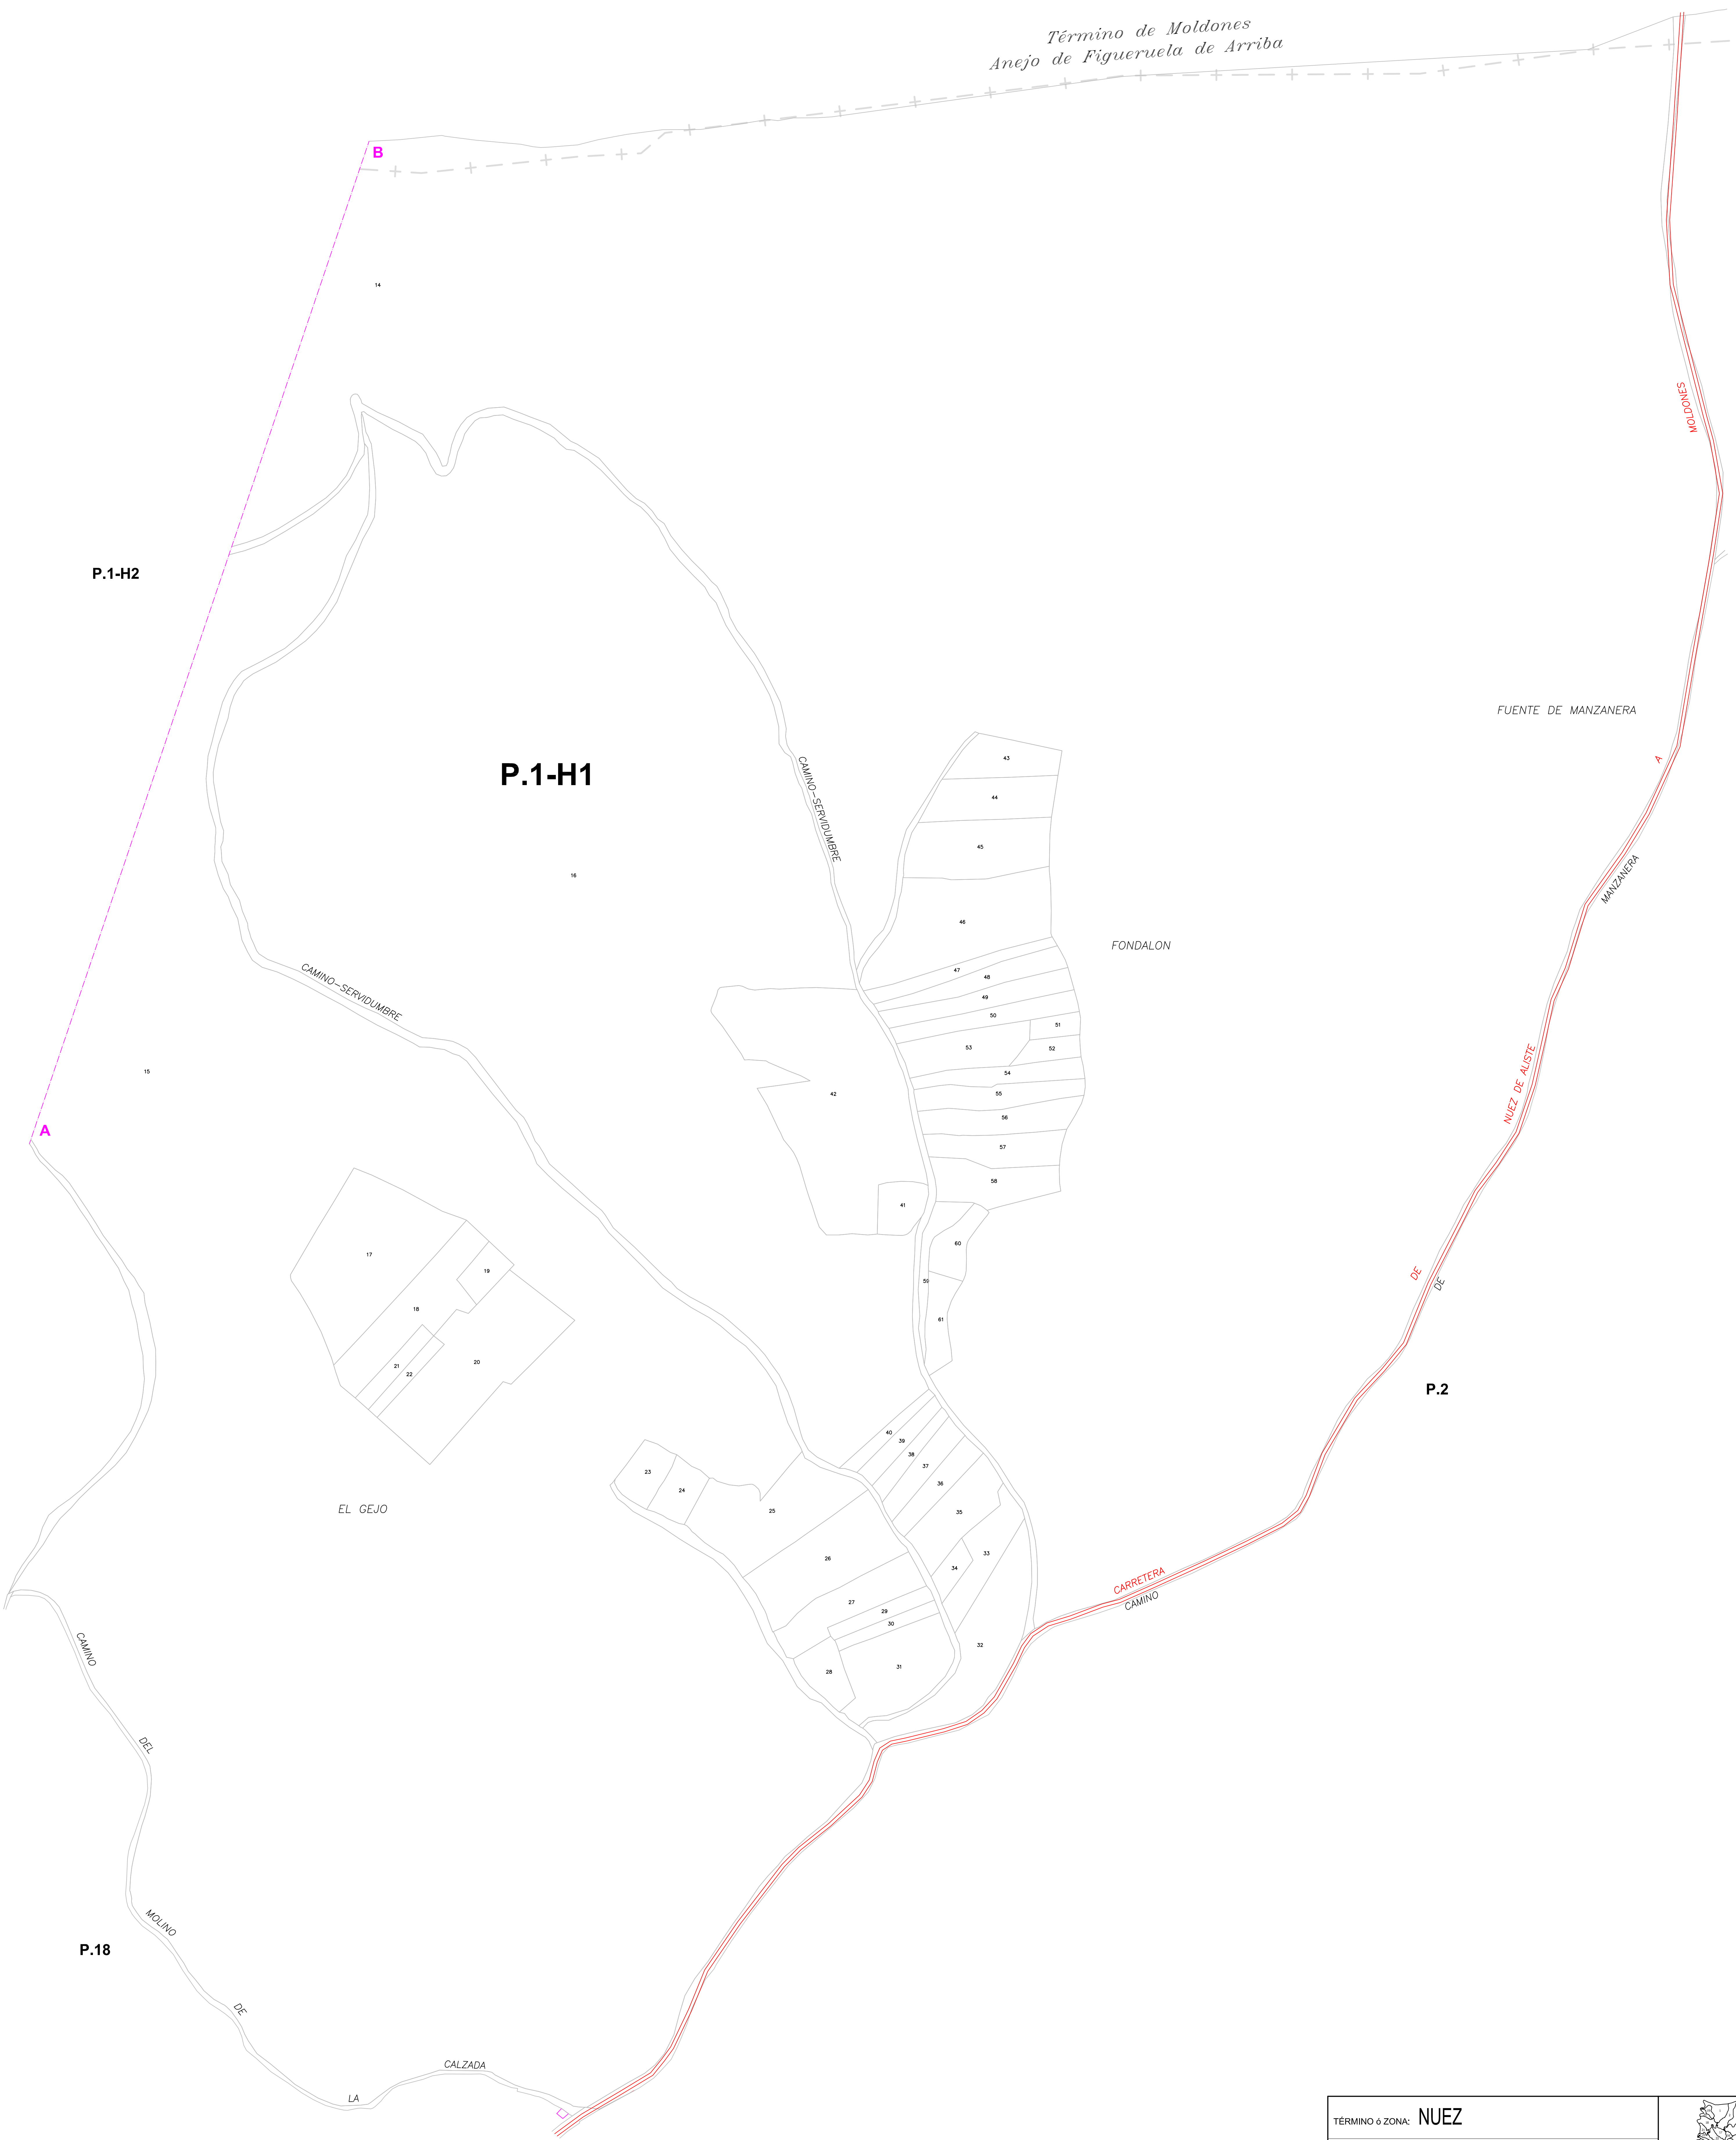 Término de Moldones
Anejo de Figueruela de Arriba
B
14
MOLDONES
P.1-H2
FUENTE DE MANZANERA
43
A
P.1-H1
CAMINO-SERVIDUMBRE
44
45
MANZANERA
16
46
FONDALON
47
48
CAMINO-SERVIDUMBRE
49
50
51
53
52
15
54
NUEZ DE ALISTE
42
55
56
A
57
58
41
60
17
19
59
DE
DE
18
61
21
20
22
P.2
40
39
38
23
37
24
36
EL GEJO
25
35
33
26
34
CARRETERA
CAMINO
27
29
30
CAMINO
32
31
28
DEL
MOLINO
P.18
DE
CALZADA
LA
TÉRMINO ó ZONA: NUEZ